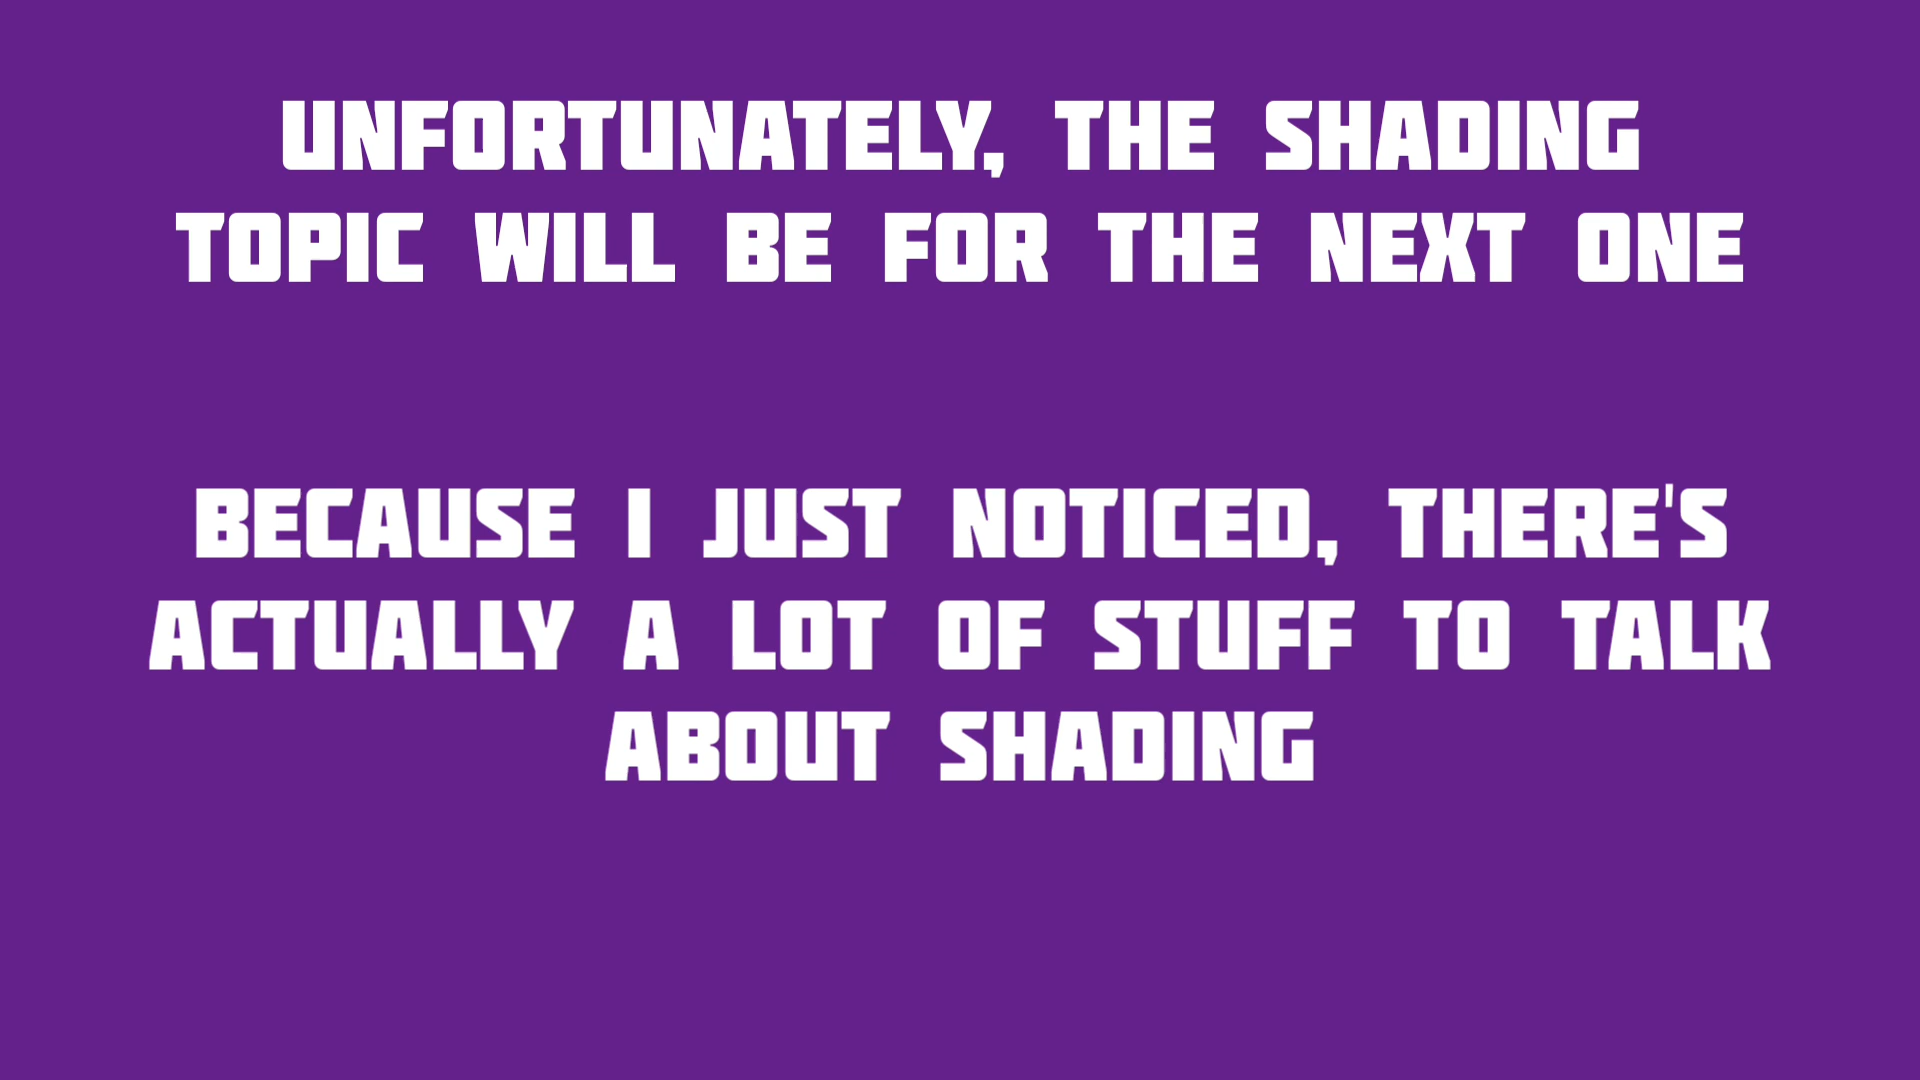 UNFORTUNATELY, THE SHADING
TOPIC WILL BE FOR THE NEXT ONE
BECAUSE I JUST NOTICED, THERE'S
ACTUALLY A LOT OF STUFF TO TALK
ABOUT SHADING